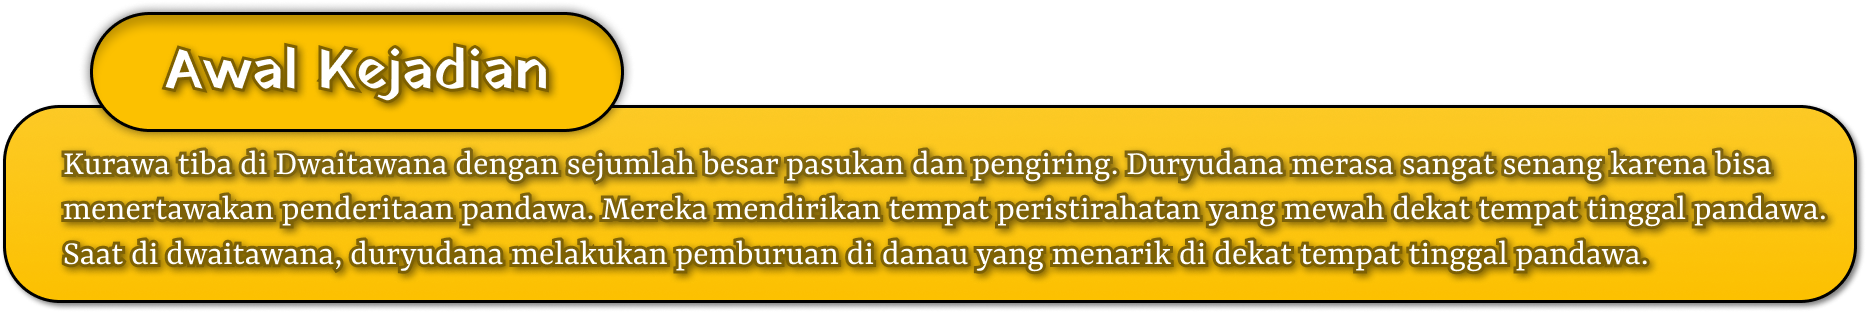 Awal Kejadian
Kurawa tiba di Dwaitawana dengan sejumlah besar pasukan dan pengiring. Duryudana merasa sangat senang karena bisa
menertawakan penderitaan pandawa. Mereka mendirikan tempat peristirahatan yang mewah dekat tempat tinggal pandawa.
Saat di dwaitawana, duryudana melakukan pemburuan di danau yang menarik di dekat tempat tinggal pandawa.